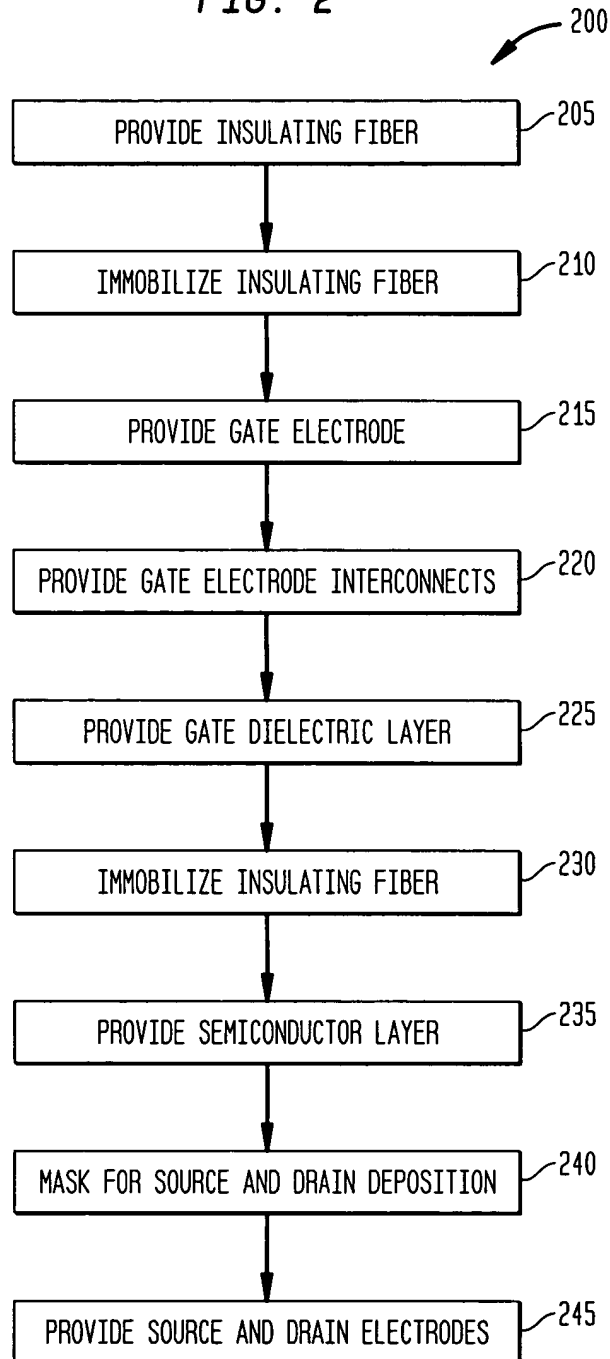 FIG. 2
200
PROVIDE INSULATING FIBER
205
IMMOBILIZE INSULATING FIBER
210
PROVIDE GATE ELECTRODE
215
PROVIDE GATE ELECTRODE INTERCONNECTS
220
PROVIDE GATE DIELECTRIC LAYER
225
IMMOBILIZE INSULATING FIBER
230
PROVIDE SEMICONDUCTOR LAYER
235
MASK FOR SOURCE AND DRAIN DEPOSITION
240
PROVIDE SOURCE AND DRAIN ELECTRODES
245